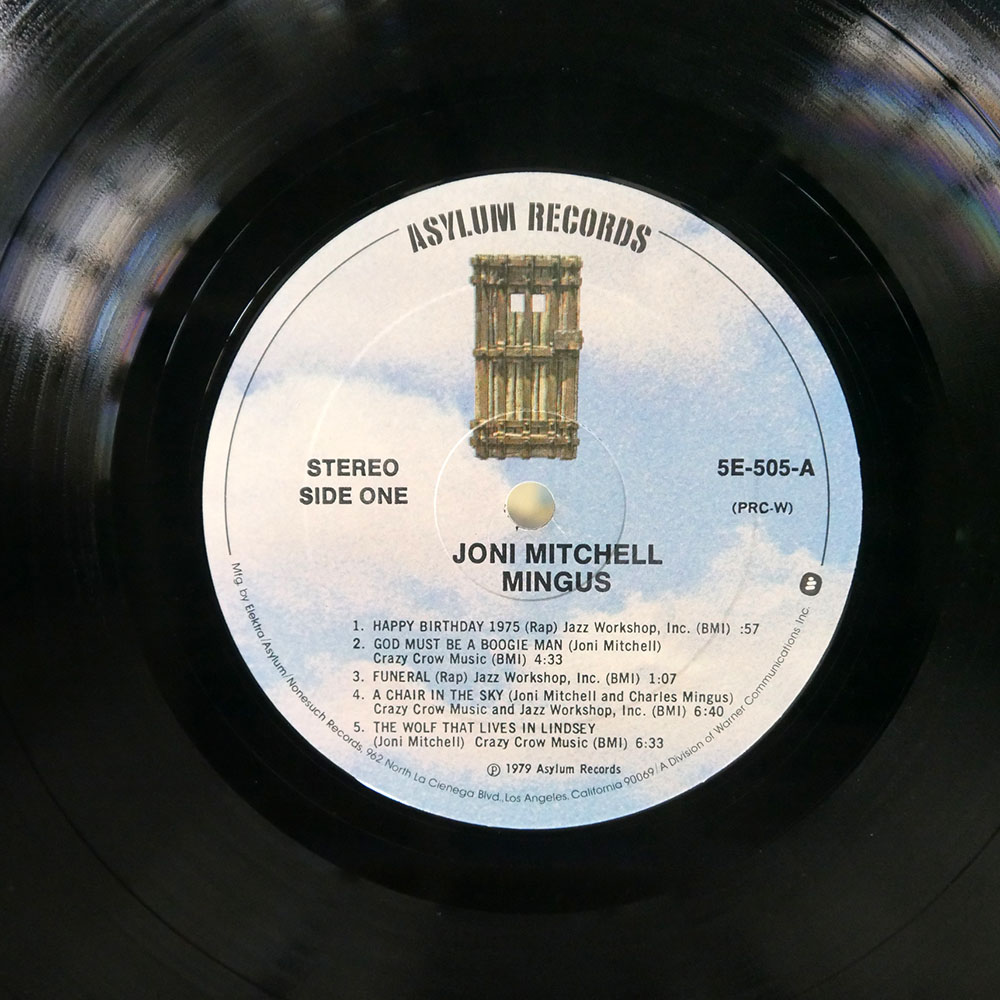 ASYLUM RECORDS
STEREO
SIDE ONE
5E-505-A
(PRC-W)
JONI MITCHELL
MINGUS
1. HAPPY BIRTHDAY 1975 (Rap) Jazz Workshop, Inc. (BMI) :57
2. GOD MUST BE A BOOGIE MAN (Joni Mitchell)
Crazy Crow Music (BMI) 4:33
3. FUNERAL (Rap) Jazz Workshop, Inc. (BMI) 1:07
4. A CHAIR IN THE SKY (Joni Mitchell and Charles Mingus)
Crazy Crow Music and Jazz Workshop, Inc. (BMI) 6:40
5. THE WOLF THAT LIVES IN LINDSEY
(Joni Mitchell) Crazy Crow Music (BMI) 6:33
℗ 1979 Asylum Records
Mfg. by Elektra/Asylum/Nonesuch Records, 962 North La Cienega Blvd., Los Angeles, California 90069/A Division of Warner Communications Inc.